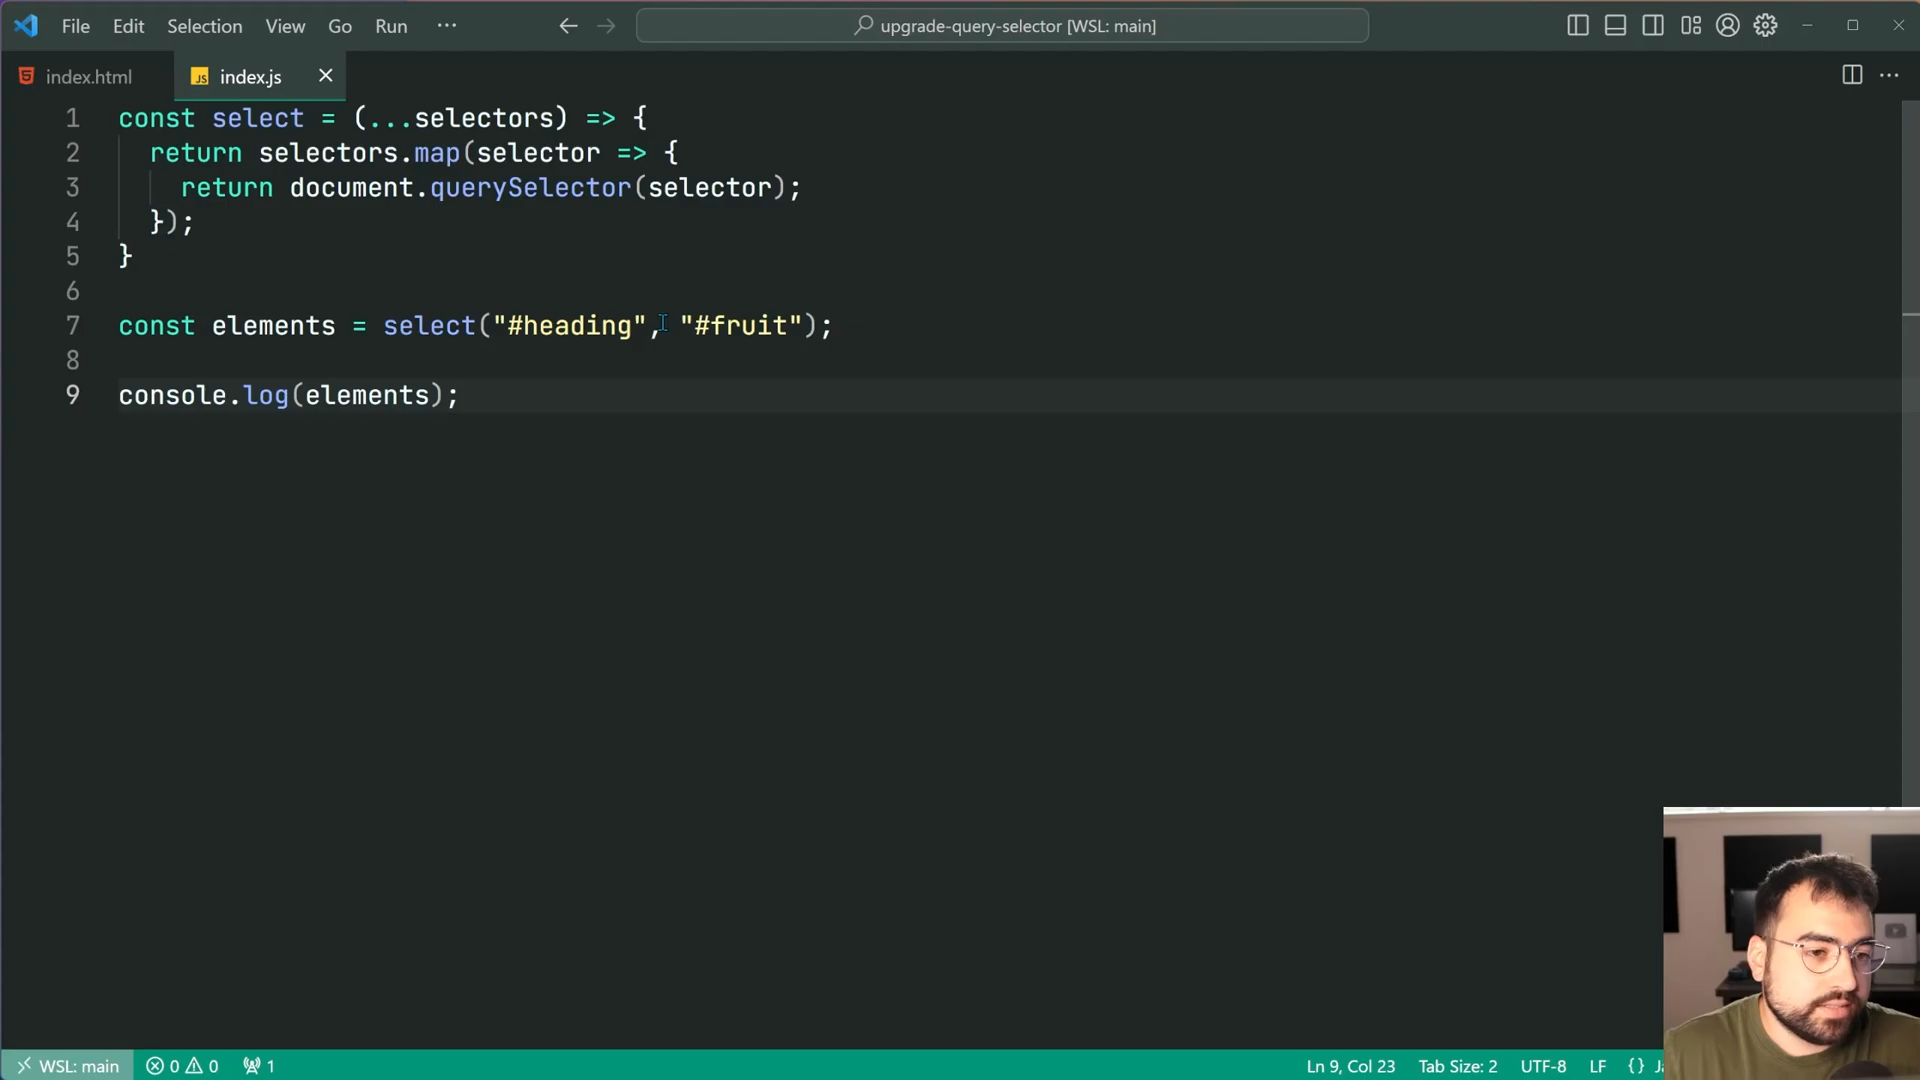 File Edit Selection View Go Run ··· ← → upgrade-query-selector [WSL: main]
index.html JS index.js ×
1 const select = (...selectors) => {
2 return selectors.map(selector => {
3 return document.querySelector(selector);
4 });
5 }
6
7 const elements = select("#heading", "#fruit");
8
9 console.log(elements);
WSL: main 0 0 1 Ln 9, Col 23 Tab Size: 2 UTF-8 LF {}